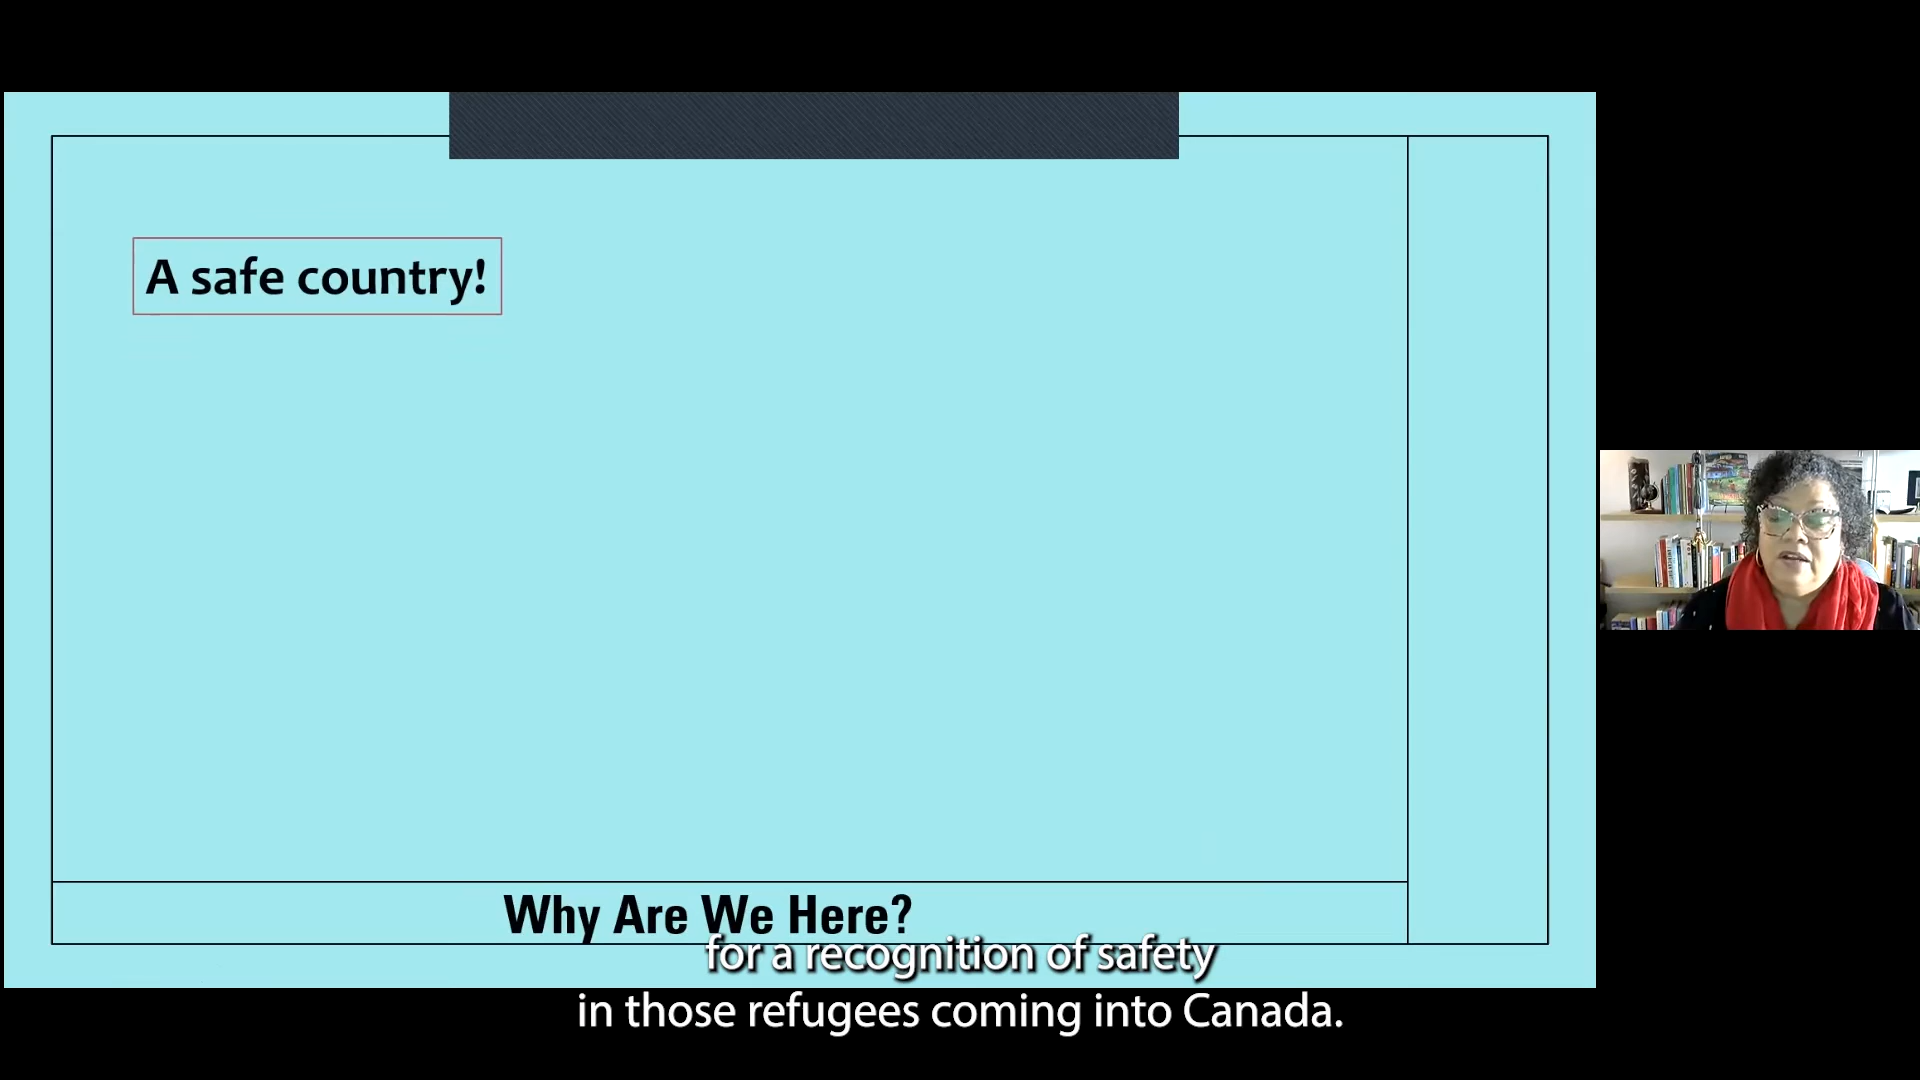 A safe country!
Why Are We Here?
for a recognition of safety
in those refugees coming into Canada.